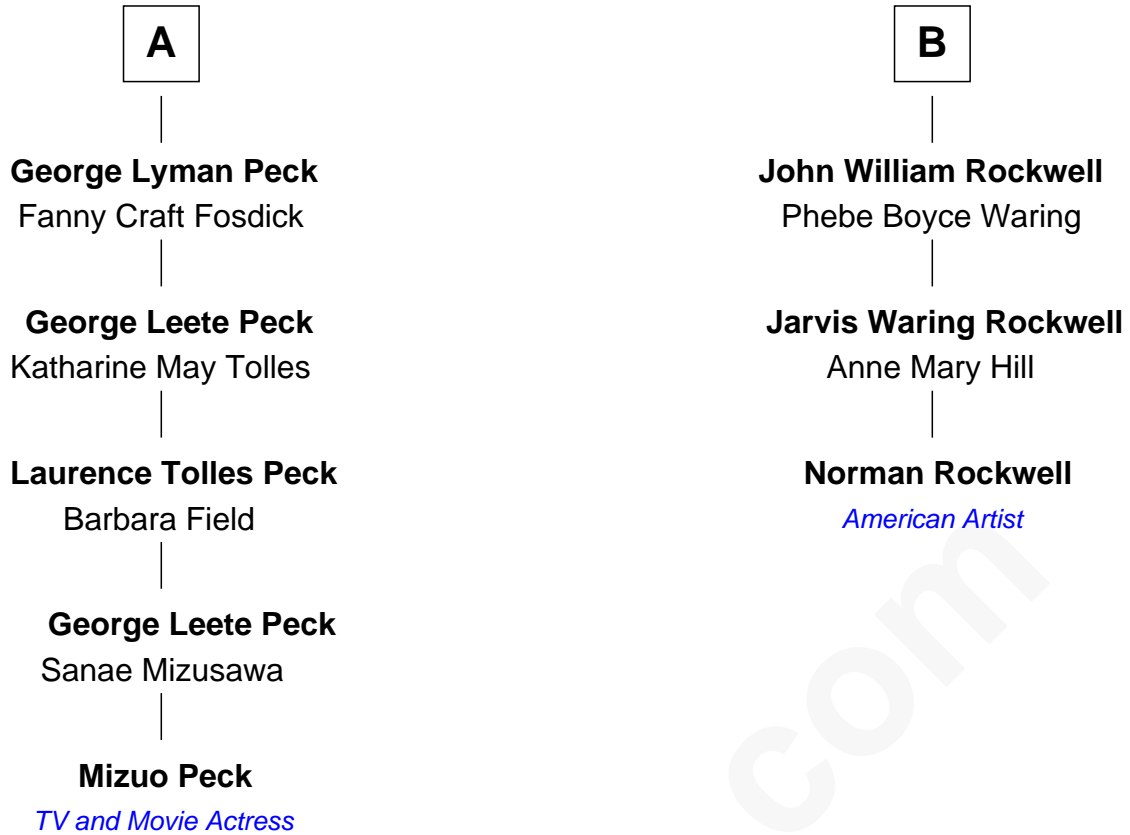 A
George Lyman Peck
Fanny Craft Fosdick
George Leete Peck
Katharine May Tolles
Laurence Tolles Peck
Barbara Field
George Leete Peck
Sanae Mizusawa
Mizuo Peck
TV and Movie Actress
B
John William Rockwell
Phebe Boyce Waring
Jarvis Waring Rockwell
Anne Mary Hill
Norman Rockwell
American Artist
com